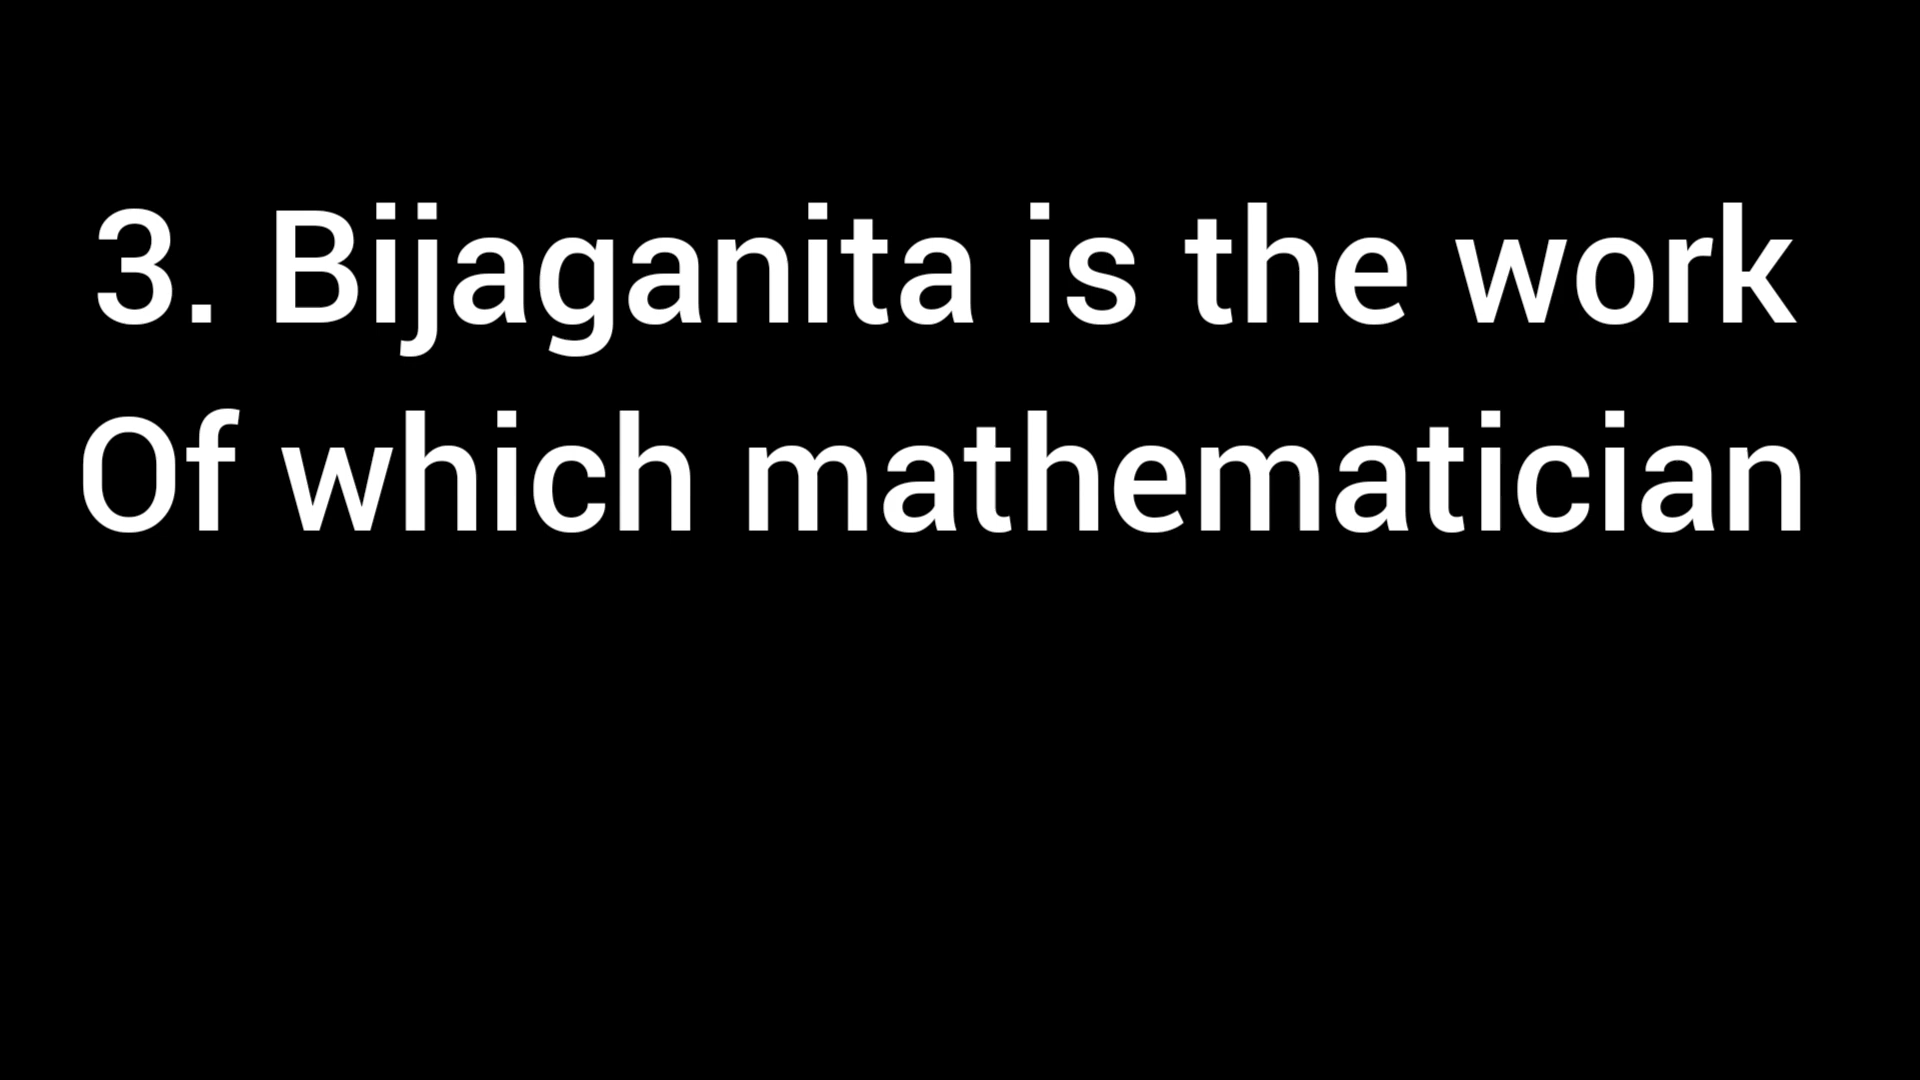 3. Bijaganita is the work
Of which mathematician